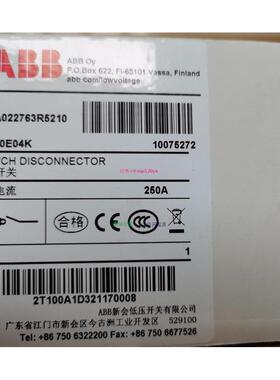 ABB
ABB Oy
P.O.Box 622, FI-65101 Vaasa, Finland
abb.com/lowvoltage
A022763R5210
0E04K
10075272
CH DISCONNECTOR
开关
电流
250A
合格
CCC
1
2T100A1D321170008
ABB新会低压开关有限公司
广东省江门市新会区今古洲工业开发区 529100
Tel: +86 750 6322200 Fax: +86 750 6677526